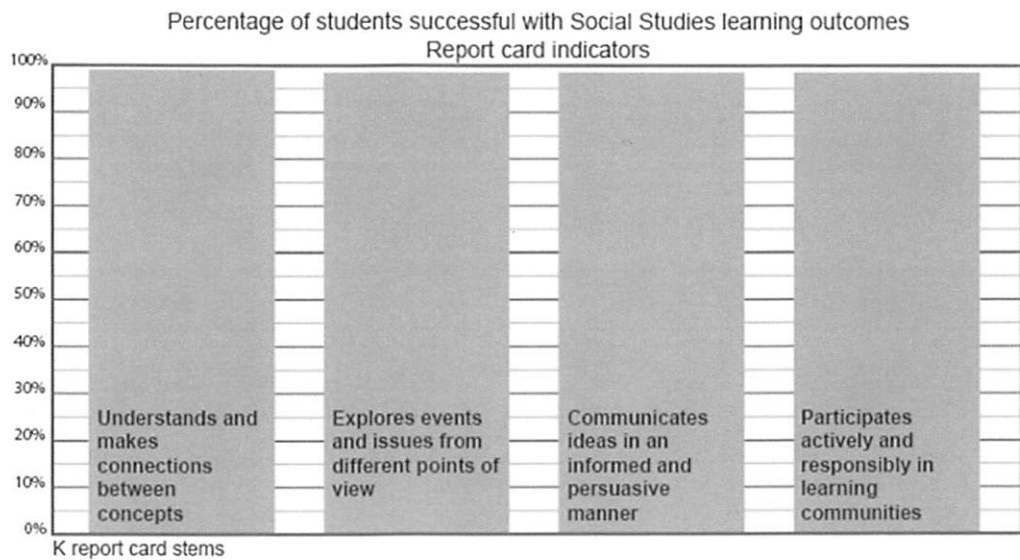 Percentage of students successful with Social Studies learning outcomes
Report card indicators
100%
90%
80%
70%
60%
50%
40%
30%
20%
10%
0%
Understands and
makes
connections
between
concepts
Explores events
and issues from
different points of
view
Communicates
ideas in an
informed and
persuasive
manner
Participates
actively and
responsibly in
learning
communities
K report card stems